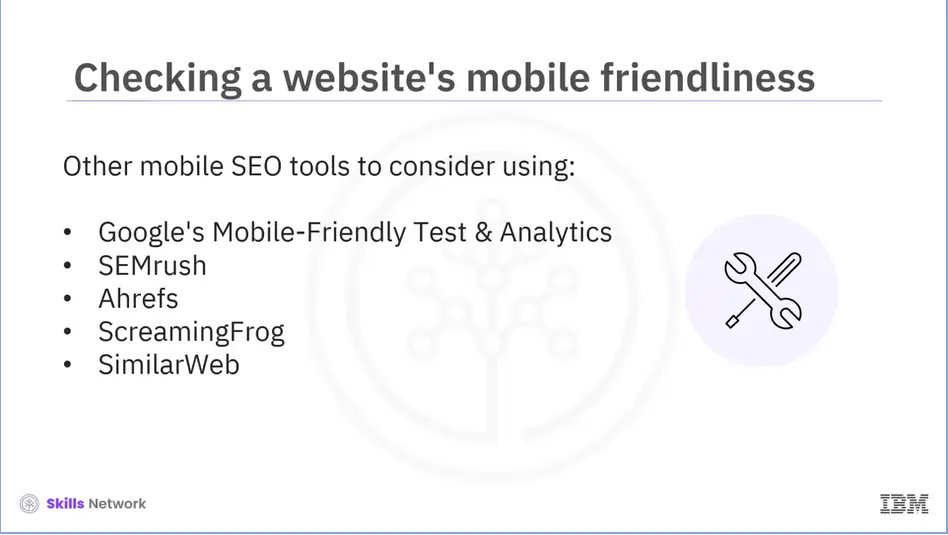 Checking a website's mobile friendliness
Other mobile SEO tools to consider using:
• Google's Mobile-Friendly Test & Analytics
• SEMrush
• Ahrefs
• ScreamingFrog
• SimilarWeb
Skills Network
IBM